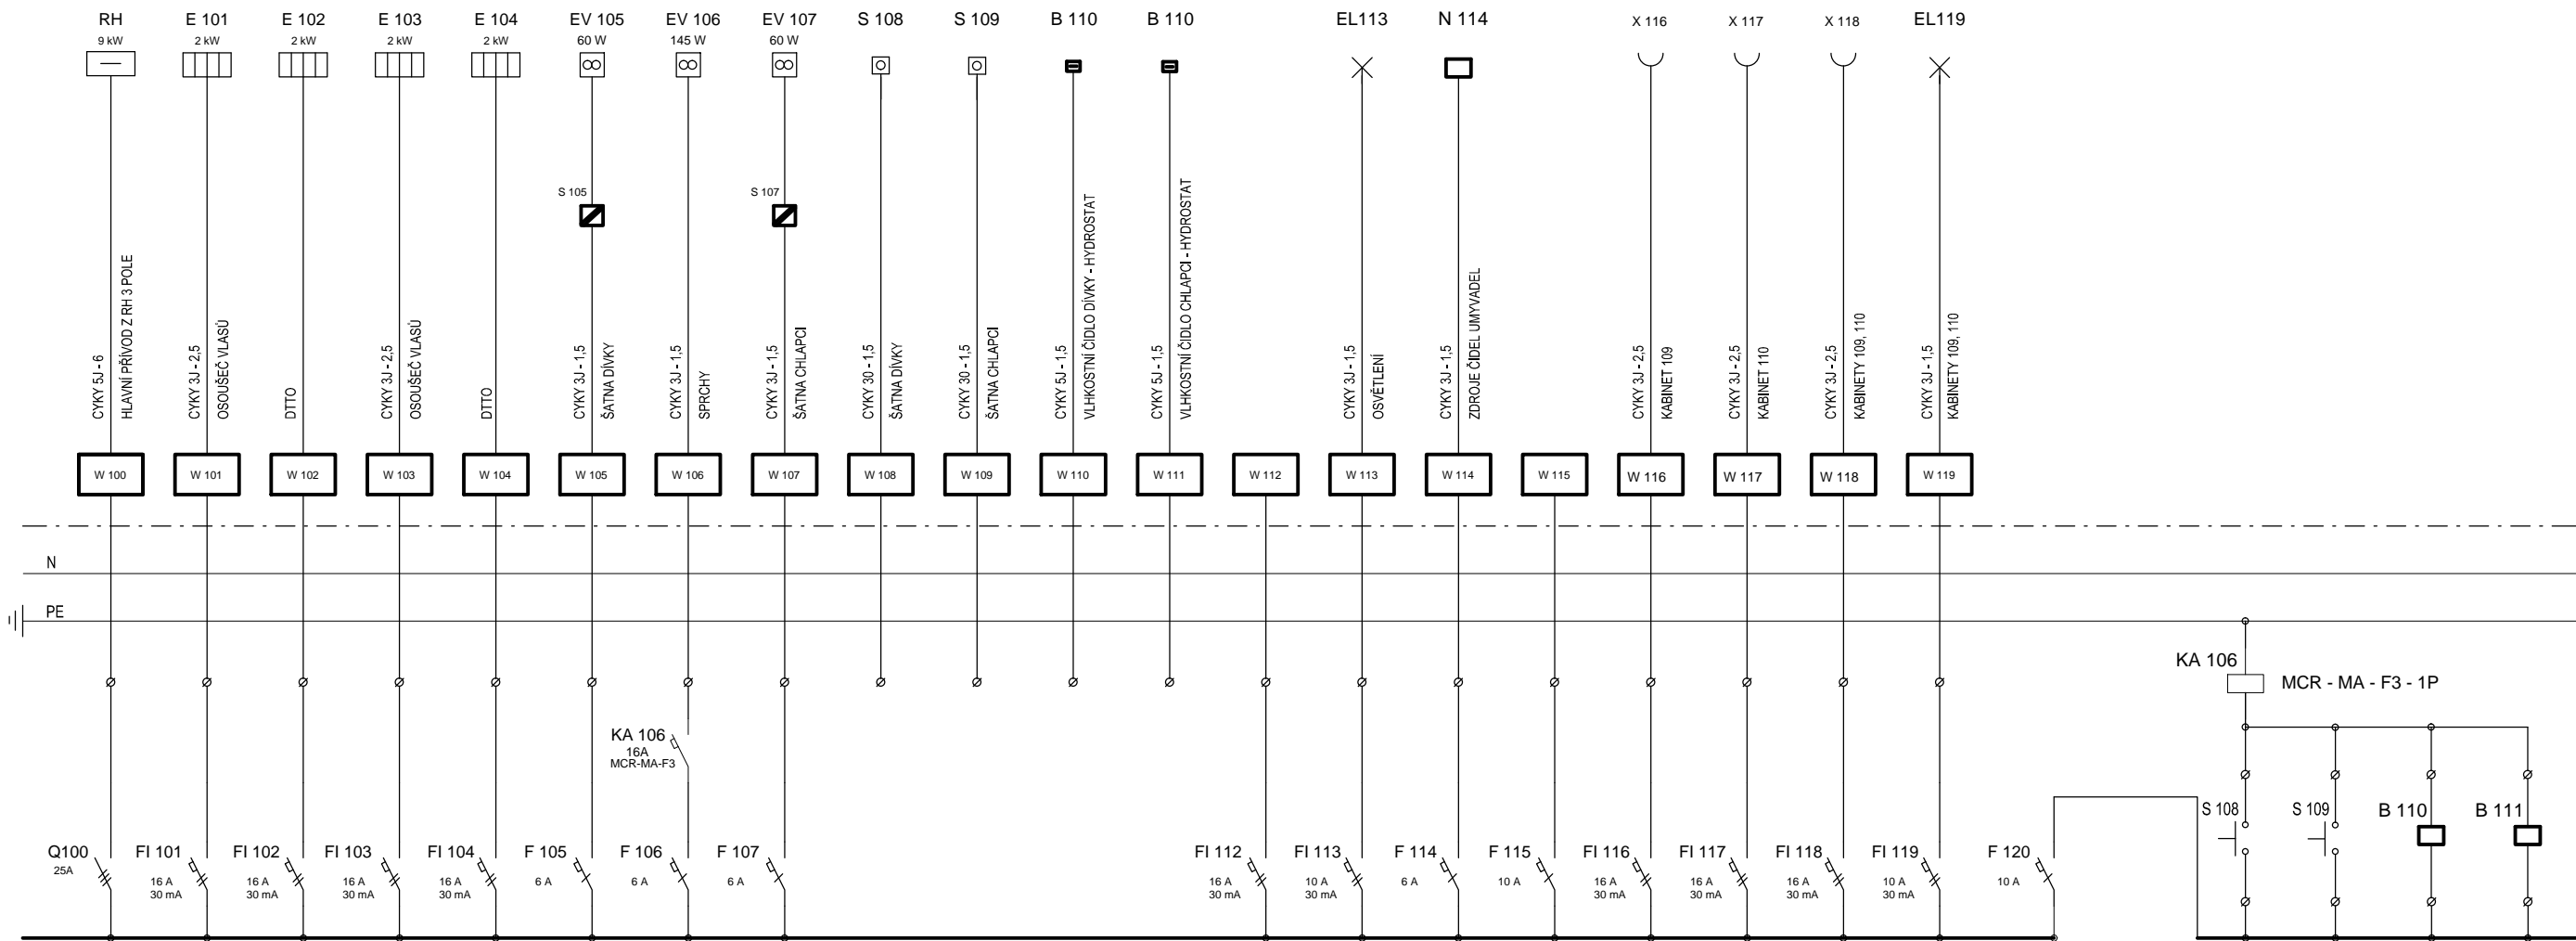 RH
E 101
E 102
E 103
E 104
EV 105
EV 106
EV 107
S 108
S 109
B 110
B 110
EL113
N 114
X 116
X 117
X 118
EL119
9 kW
2 kW
2 kW
2 kW
2 kW
60 W
145 W
60 W
S 105
S 107
CYKY 5J - 6
HLAVNÍ PŘÍVOD Z RH 3 POLE
CYKY 3J - 2,5
OSOUŠEČ VLASŮ
DTTO
CYKY 3J - 2,5
OSOUŠEČ VLASŮ
DTTO
CYKY 3J - 1,5
ŠATNA DÍVKY
CYKY 3J - 1,5
SPRCHY
CYKY 3J - 1,5
ŠATNA CHLAPCI
CYKY 30 - 1,5
ŠATNA DÍVKY
CYKY 30 - 1,5
ŠATNA CHLAPCI
CYKY 5J - 1,5
VLHKOSTNÍ ČIDLO DÍVKY - HYDROSTAT
CYKY 5J - 1,5
VLHKOSTNÍ ČIDLO CHLAPCI - HYDROSTAT
CYKY 3J - 1,5
OSVĚTLENÍ
CYKY 3J - 1,5
ZDROJE ČIDEL UMYVADEL
CYKY 3J - 2,5
KABINET 109
CYKY 3J - 2,5
KABINET 110
CYKY 3J - 2,5
KABINETY 109, 110
CYKY 3J - 1,5
KABINETY 109, 110
W 100
W 101
W 102
W 103
W 104
W 105
W 106
W 107
W 108
W 109
W 110
W 111
W 112
W 113
W 114
W 115
W 116
W 117
W 118
W 119
N
PE
KA 106
MCR - MA - F3 - 1P
KA 106
16A
MCR-MA-F3
S 108
S 109
B 110
B 111
Q100
25A
FI 101
16 A
30 mA
FI 102
16 A
30 mA
FI 103
16 A
30 mA
FI 104
16 A
30 mA
F 105
6 A
F 106
6 A
F 107
6 A
FI 112
16 A
30 mA
FI 113
10 A
30 mA
F 114
6 A
F 115
10 A
FI 116
16 A
30 mA
FI 117
16 A
30 mA
FI 118
16 A
30 mA
FI 119
10 A
30 mA
F 120
10 A